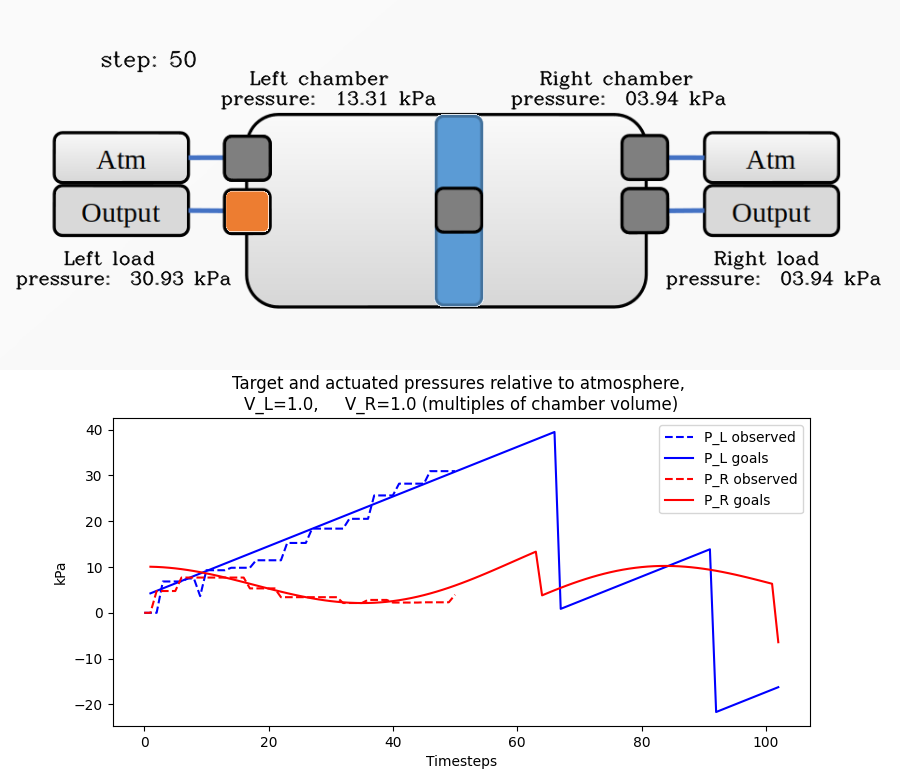 step: 50
Left chamber
pressure: 13.31 kPa
Right chamber
pressure: 03.94 kPa
Atm
Output
Atm
Output
Left load
pressure: 30.93 kPa
Right load
pressure: 03.94 kPa
Target and actuated pressures relative to atmosphere,
V_L=1.0, V_R=1.0 (multiples of chamber volume)
P_L observed
P_L goals
P_R observed
P_R goals
kPa
40
30
20
10
0
−10
−20
0 20 40 60 80 100
Timesteps